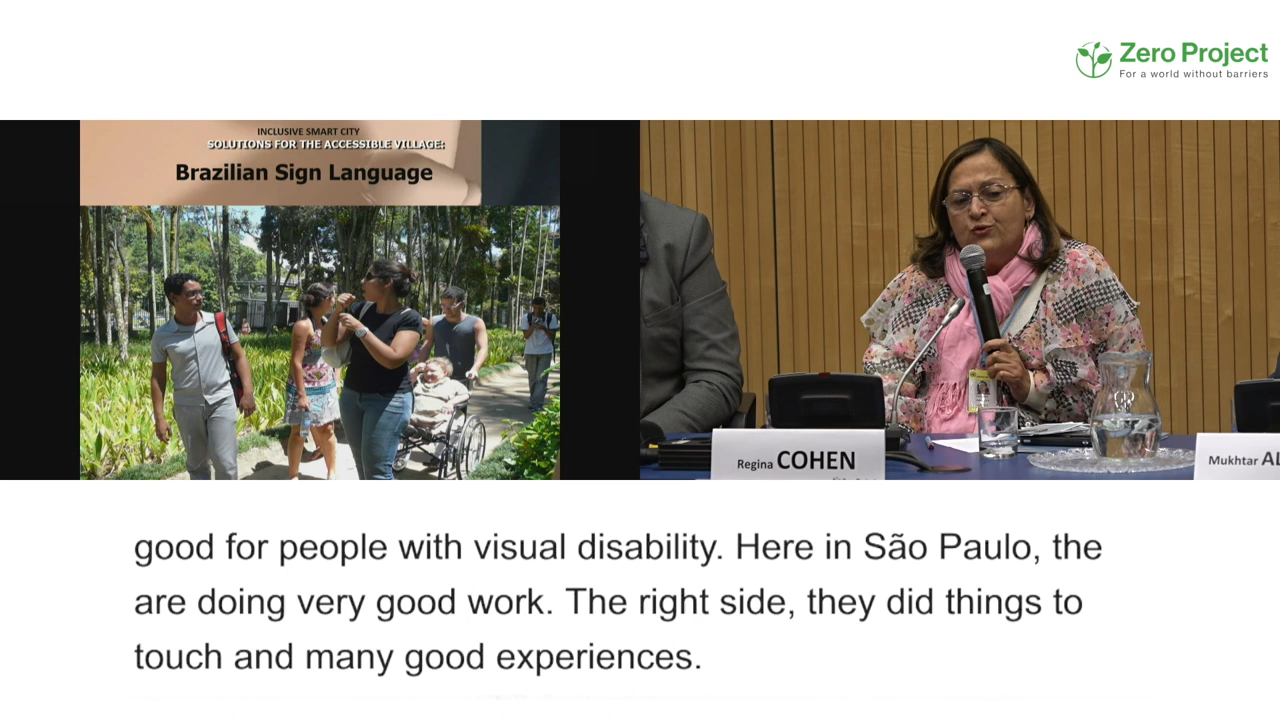 Zero Project
For a world without barriers
INCLUSIVE SMART CITY
SOLUTIONS FOR THE ACCESSIBLE VILLAGE:
Brazilian Sign Language
Regina COHEN
Mukhtar AL
good for people with visual disability. Here in São Paulo, the
are doing very good work. The right side, they did things to
touch and many good experiences.